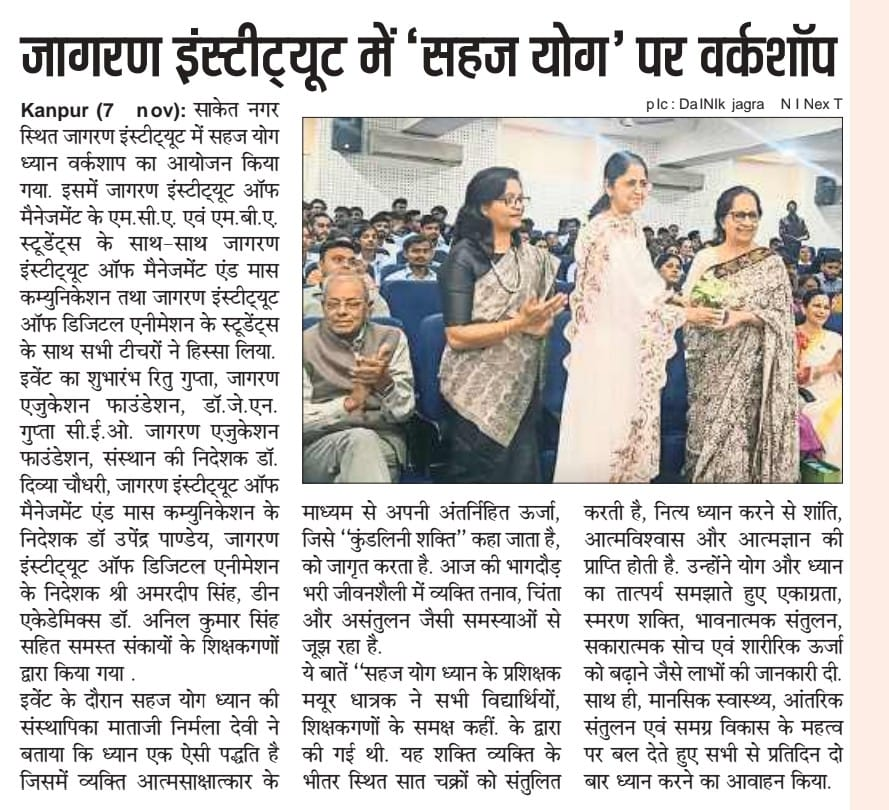 जागरण इंस्टीट्यूट में ‘सहज योग’ पर वर्कशॉप
pIc : DaINIk jagra N I Nex T
Kanpur (7 nov): साकेत नगर
स्थित जागरण इंस्टीट्यूट में सहज योग
ध्यान वर्कशाप का आयोजन किया
गया. इसमें जागरण इंस्टीट्यूट ऑफ
मैनेजमेंट के एम.सी.ए. एवं एम.बी.ए.
स्टूडेंट्स के साथ-साथ जागरण
इंस्टीट्यूट ऑफ मैनेजमेंट एंड मास
कम्युनिकेशन तथा जागरण इंस्टीट्यूट
ऑफ डिजिटल एनीमेशन के स्टूडेंट्स
के साथ सभी टीचरों ने हिस्सा लिया.
इवेंट का शुभारंभ रितु गुप्ता, जागरण
एजुकेशन फाउंडेशन, डॉ.जे.एन.
गुप्ता सी.ई.ओ. जागरण एजुकेशन
फाउंडेशन, संस्थान की निदेशक डॉ.
दिव्या चौधरी, जागरण इंस्टीट्यूट ऑफ
मैनेजमेंट एंड मास कम्युनिकेशन के
निदेशक डॉ उपेंद्र पाण्डेय, जागरण
इंस्टीट्यूट ऑफ डिजिटल एनीमेशन
के निदेशक श्री अमरदीप सिंह, डीन
एकेडेमिक्स डॉ. अनिल कुमार सिंह
सहित समस्त संकायों के शिक्षकगणों
द्वारा किया गया .
इवेंट के दौरान सहज योग ध्यान की
संस्थापिका माताजी निर्मला देवी ने
बताया कि ध्यान एक ऐसी पद्धति है
जिसमें व्यक्ति आत्मसाक्षात्कार के
माध्यम से अपनी अंतर्निहित ऊर्जा,
जिसे “कुंडलिनी शक्ति” कहा जाता है,
को जागृत करता है. आज की भागदौड़
भरी जीवनशैली में व्यक्ति तनाव, चिंता
और असंतुलन जैसी समस्याओं से
जूझ रहा है.
ये बातें “सहज योग ध्यान के प्रशिक्षक
मयूर धात्रक ने सभी विद्यार्थियों,
शिक्षकगणों के समक्ष कहीं. के द्वारा
की गई थी. यह शक्ति व्यक्ति के
भीतर स्थित सात चक्रों को संतुलित
करती है, नित्य ध्यान करने से शांति,
आत्मविश्वास और आत्मज्ञान की
प्राप्ति होती है. उन्होंने योग और ध्यान
का तात्पर्य समझाते हुए एकाग्रता,
स्मरण शक्ति, भावनात्मक संतुलन,
सकारात्मक सोच एवं शारीरिक ऊर्जा
को बढ़ाने जैसे लाभों की जानकारी दी.
साथ ही, मानसिक स्वास्थ्य, आंतरिक
संतुलन एवं समग्र विकास के महत्व
पर बल देते हुए सभी से प्रतिदिन दो
बार ध्यान करने का आवाहन किया.